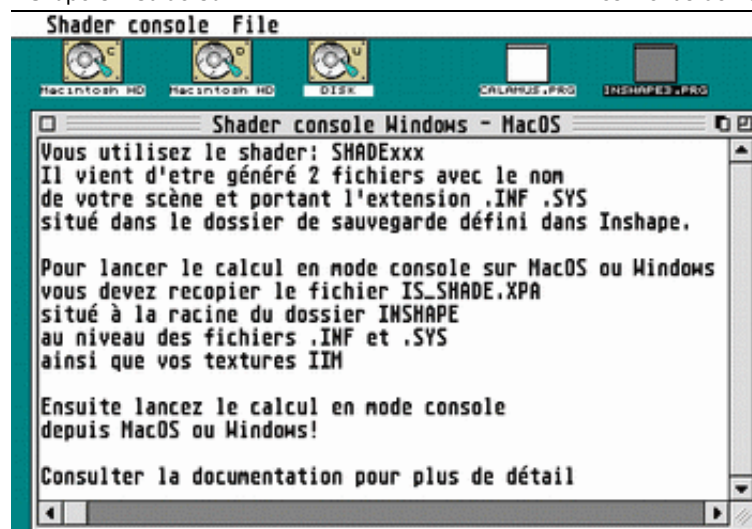 Shader console File
C
D
U
Macintosh HD
Macintosh HD
DISK
CALAMUS.PRG
INSHAPE3.PRG
Shader console Windows - MacOS
Vous utilisez le shader: SHADExxx
Il vient d'etre généré 2 fichiers avec le nom
de votre scène et portant l'extension .INF .SYS
situé dans le dossier de sauvegarde défini dans Inshape.
Pour lancer le calcul en mode console sur MacOS ou Windows
vous devez recopier le fichier IS_SHADE.XPA
situé à la racine du dossier INSHAPE
au niveau des fichiers .INF et .SYS
ainsi que vos textures IIM
Ensuite lancez le calcul en mode console
depuis MacOS ou Windows!
Consulter la documentation pour plus de détail